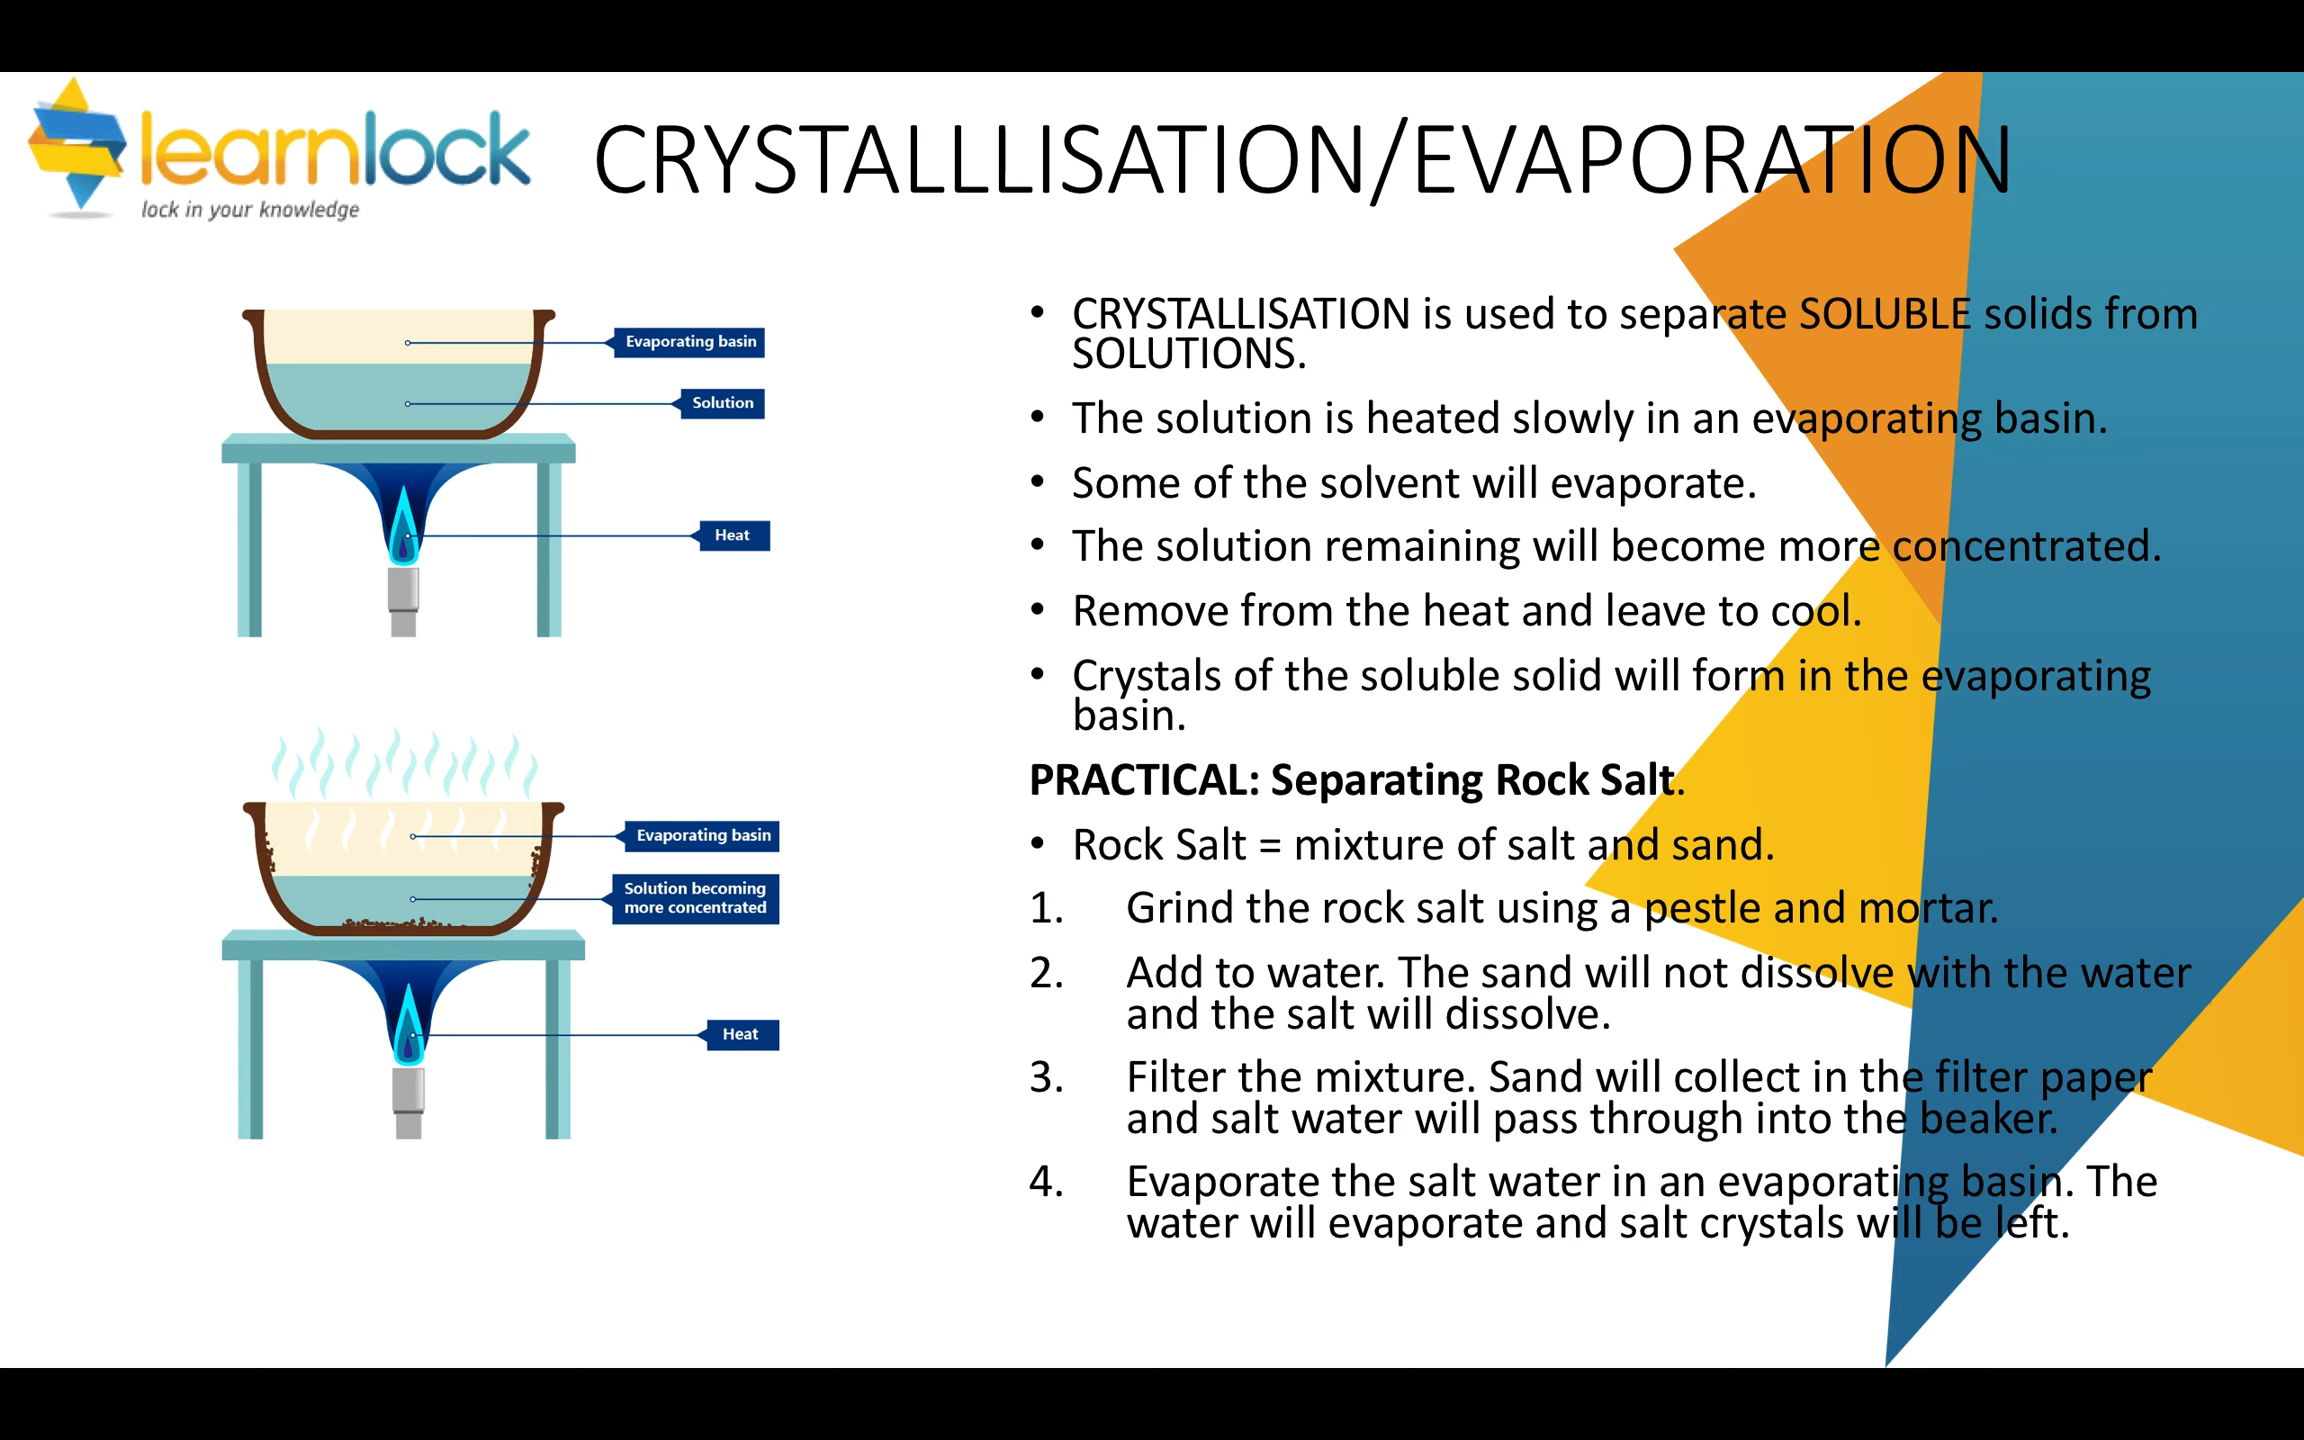 learnlock
lock in your knowledge
CRYSTALLLISATION/EVAPORATION
Evaporating basin
Solution
Heat
Evaporating basin
Solution becoming
more concentrated
Heat
• CRYSTALLISATION is used to separate SOLUBLE solids from
SOLUTIONS.
• The solution is heated slowly in an evaporating basin.
• Some of the solvent will evaporate.
• The solution remaining will become more concentrated.
• Remove from the heat and leave to cool.
• Crystals of the soluble solid will form in the evaporating
basin.
PRACTICAL: Separating Rock Salt.
• Rock Salt = mixture of salt and sand.
1. Grind the rock salt using a pestle and mortar.
2. Add to water. The sand will not dissolve with the water
and the salt will dissolve.
3. Filter the mixture. Sand will collect in the filter paper
and salt water will pass through into the beaker.
4. Evaporate the salt water in an evaporating basin. The
water will evaporate and salt crystals will be left.